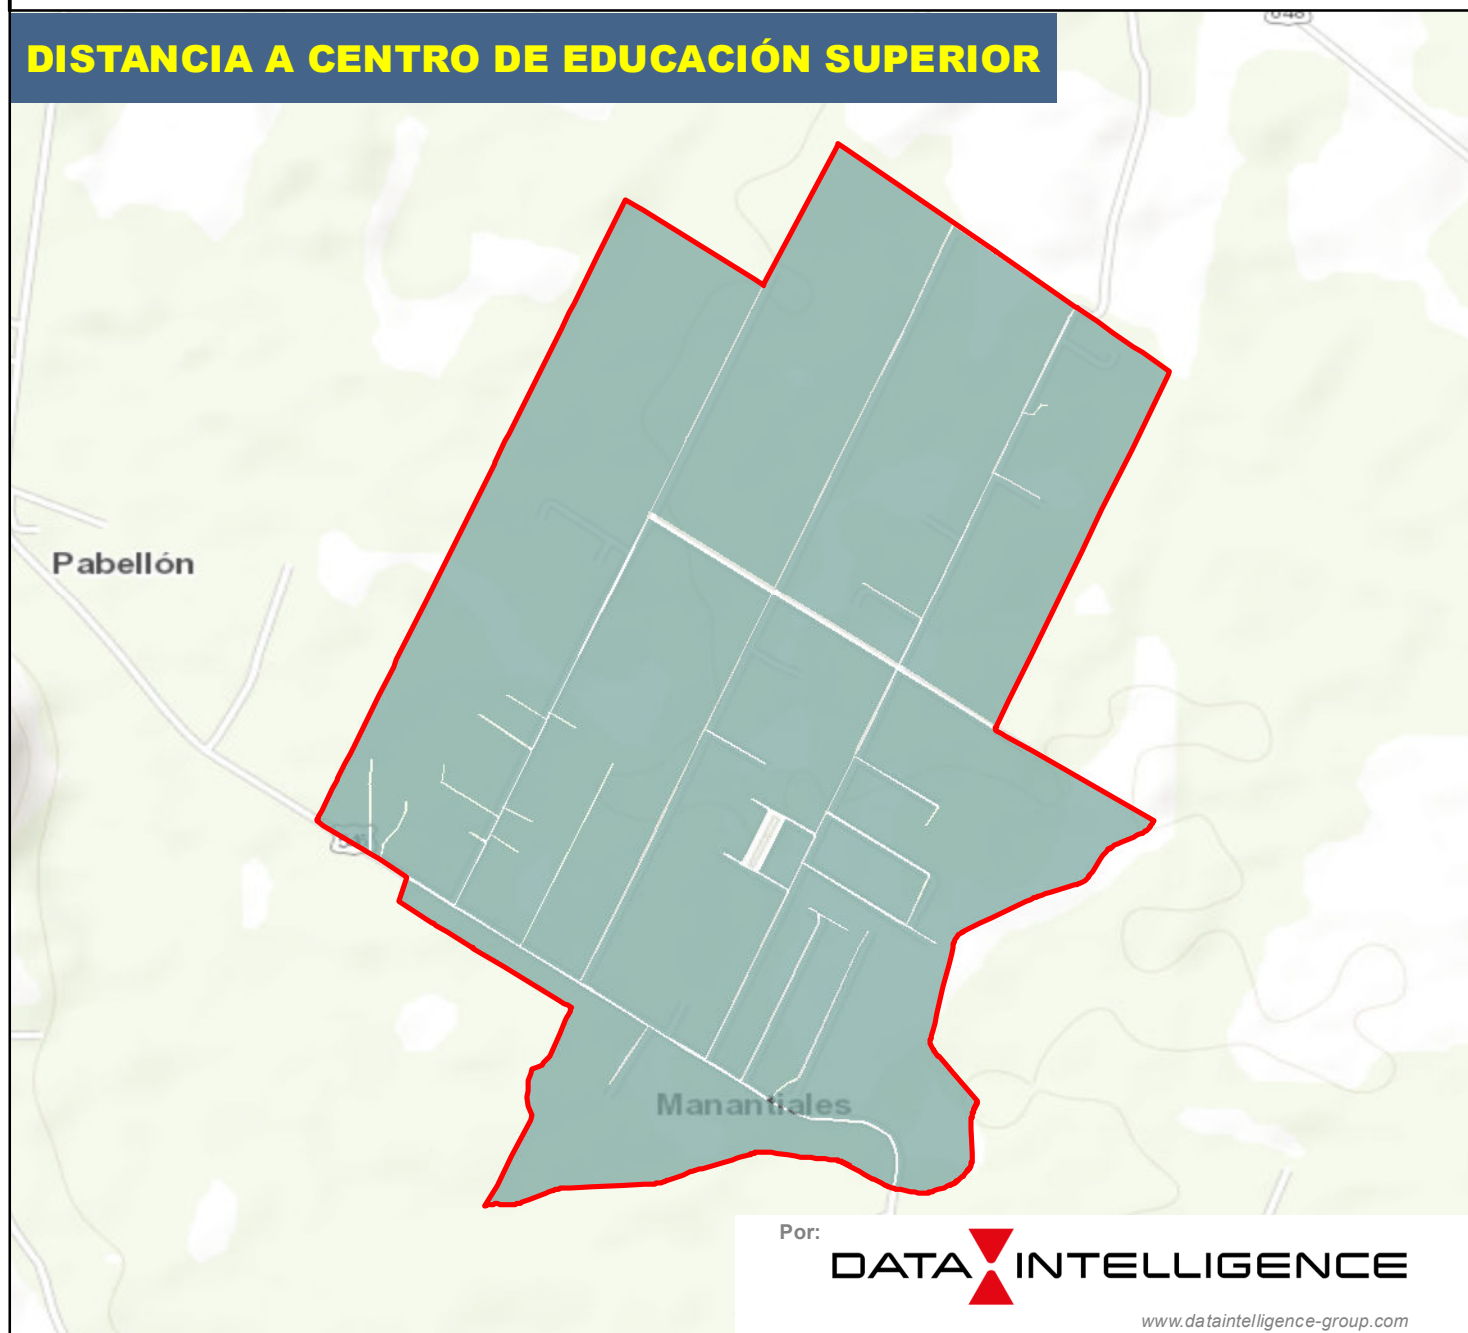 DISTANCIA A CENTRO DE EDUCACIÓN SUPERIOR
Pabellón
Manantiales
Por:
DATA INTELLIGENCE
www.dataintelligence-group.com